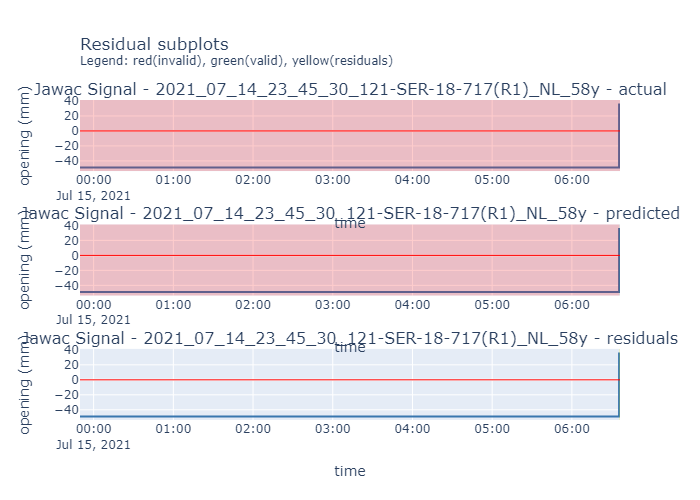 Residual subplots
Legend: red(invalid), green(valid), yellow(residuals)
Jawac Signal - 2021_07_14_23_45_30_121-SER-18-717(R1)_NL_58y - actual
opening (mm)
40
20
0
−20
−40
00:00 01:00 02:00 03:00 04:00 05:00 06:00
Jul 15, 2021
time
Jawac Signal - 2021_07_14_23_45_30_121-SER-18-717(R1)_NL_58y - predicted
opening (mm)
40
20
0
−20
−40
00:00 01:00 02:00 03:00 04:00 05:00 06:00
Jul 15, 2021
time
Jawac Signal - 2021_07_14_23_45_30_121-SER-18-717(R1)_NL_58y - residuals
opening (mm)
40
20
0
−20
−40
00:00 01:00 02:00 03:00 04:00 05:00 06:00
Jul 15, 2021
time